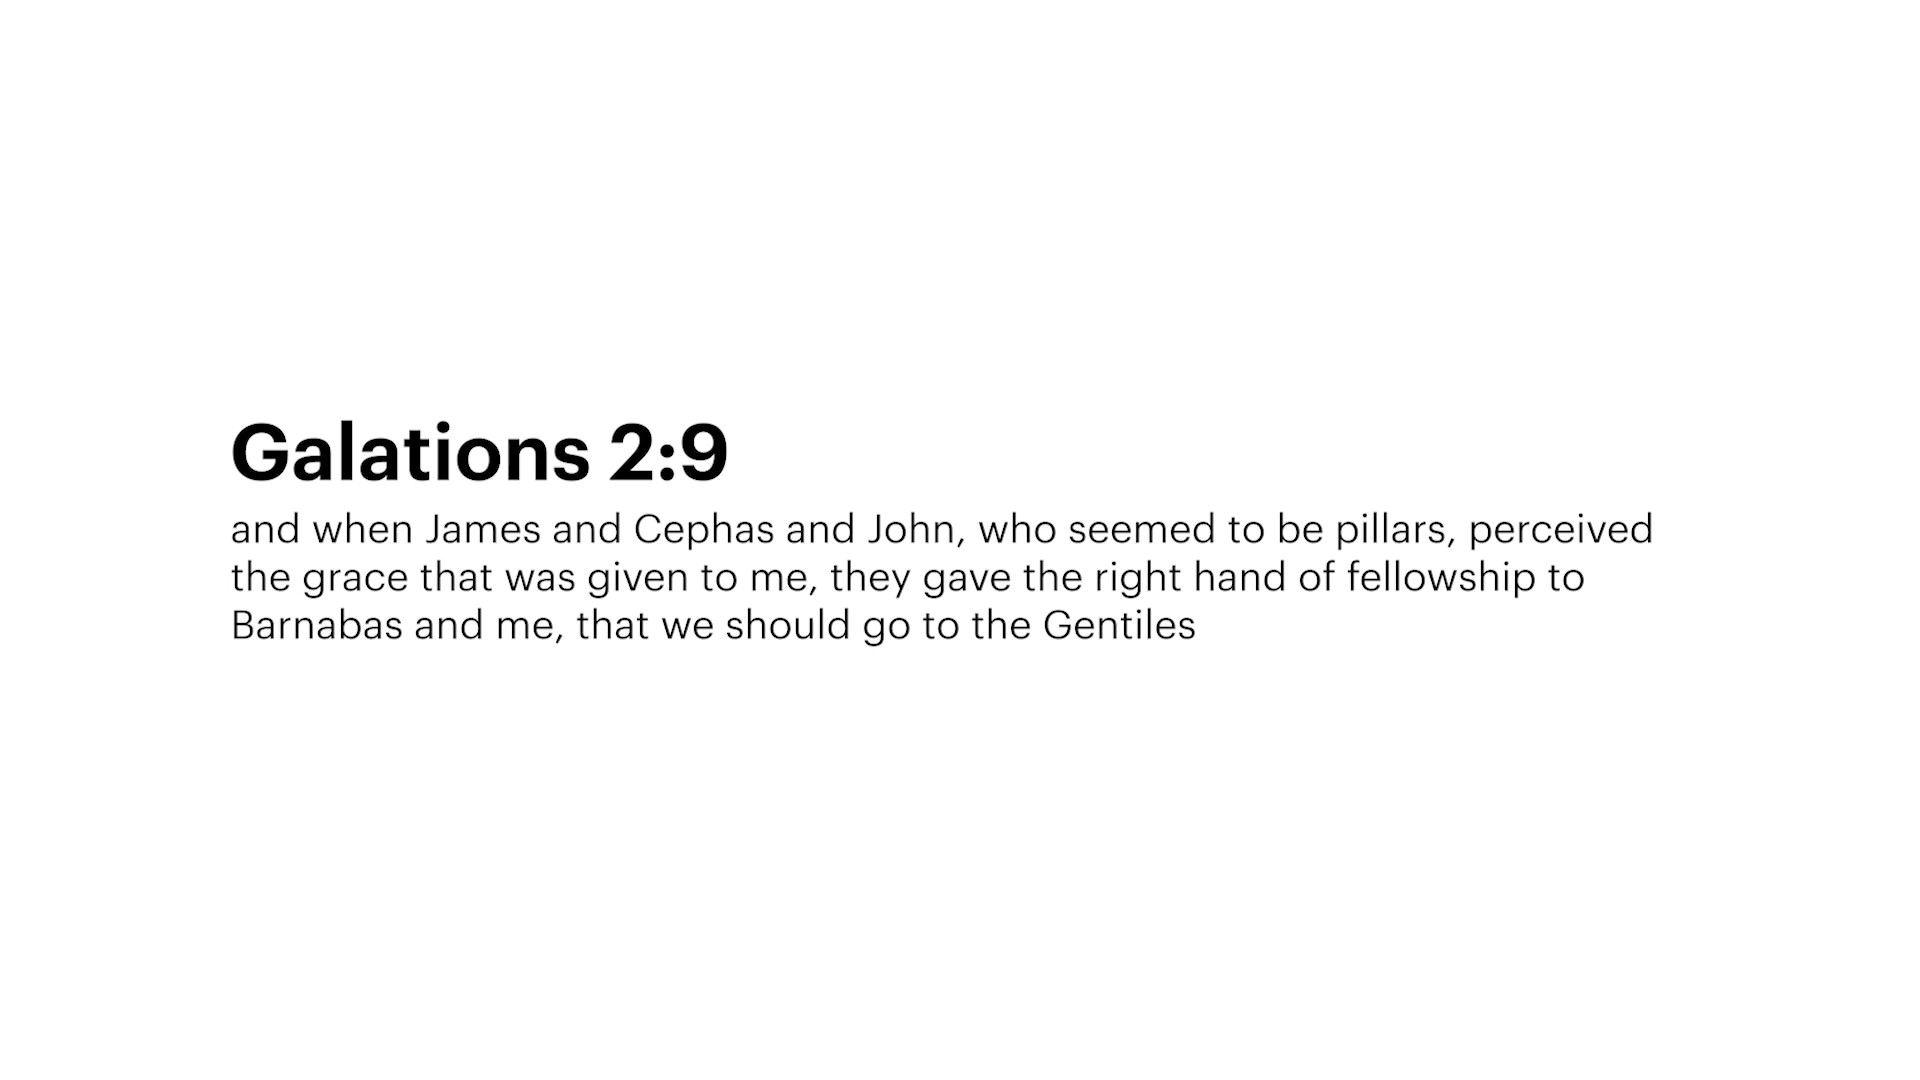 Galations 2:9
and when James and Cephas and John, who seemed to be pillars, perceived
the grace that was given to me, they gave the right hand of fellowship to
Barnabas and me, that we should go to the Gentiles